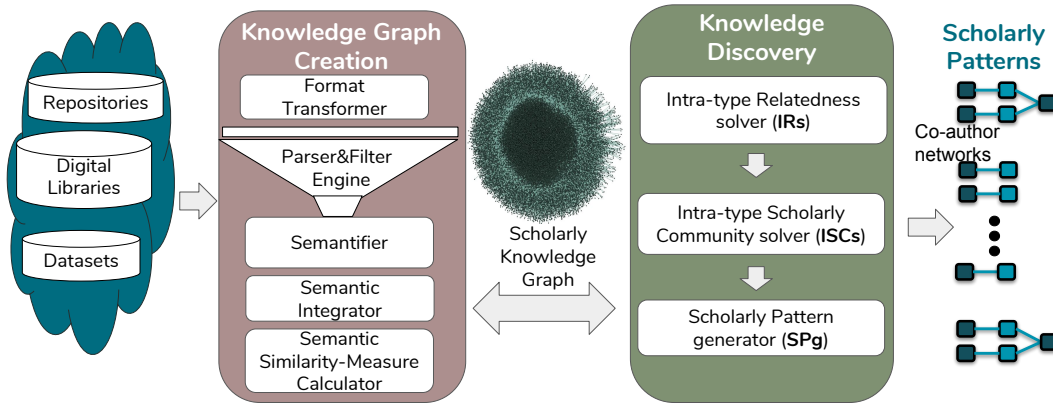 Repositories
Digital
Libraries
Datasets
Knowledge Graph
Creation
Format
Transformer
Parser&Filter
Engine
Semantifier
Semantic
Integrator
Semantic
Similarity-Measure
Calculator
Scholarly
Knowledge
Graph
Knowledge
Discovery
Intra-type Relatedness
solver (IRs)
Intra-type Scholarly
Community solver (ISCs)
Scholarly Pattern
generator (SPg)
Scholarly
Patterns
Co-author
networks